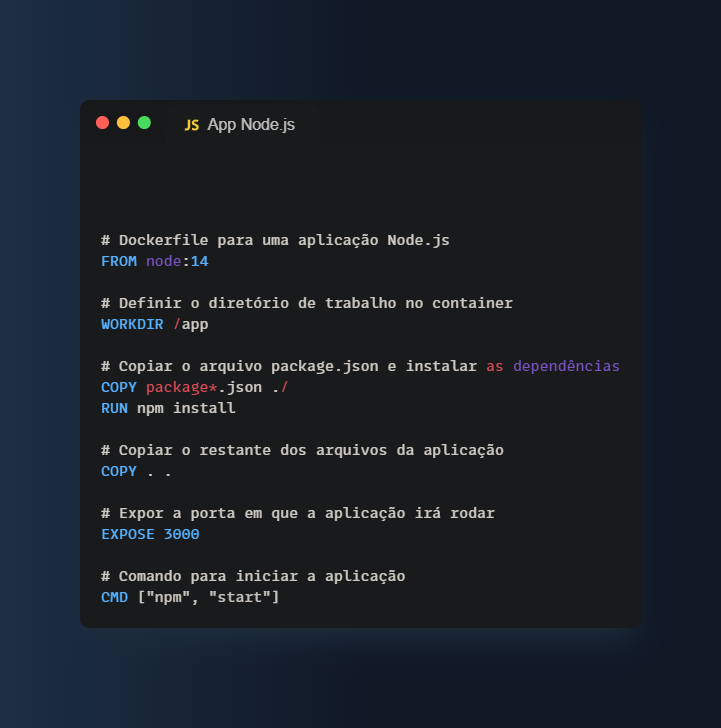 JS App Node.js
# Dockerfile para uma aplicação Node.js
FROM node:14
# Definir o diretório de trabalho no container
WORKDIR /app
# Copiar o arquivo package.json e instalar as dependências
COPY package*.json ./
RUN npm install
# Copiar o restante dos arquivos da aplicação
COPY . .
# Expor a porta em que a aplicação irá rodar
EXPOSE 3000
# Comando para iniciar a aplicação
CMD ["npm", "start"]